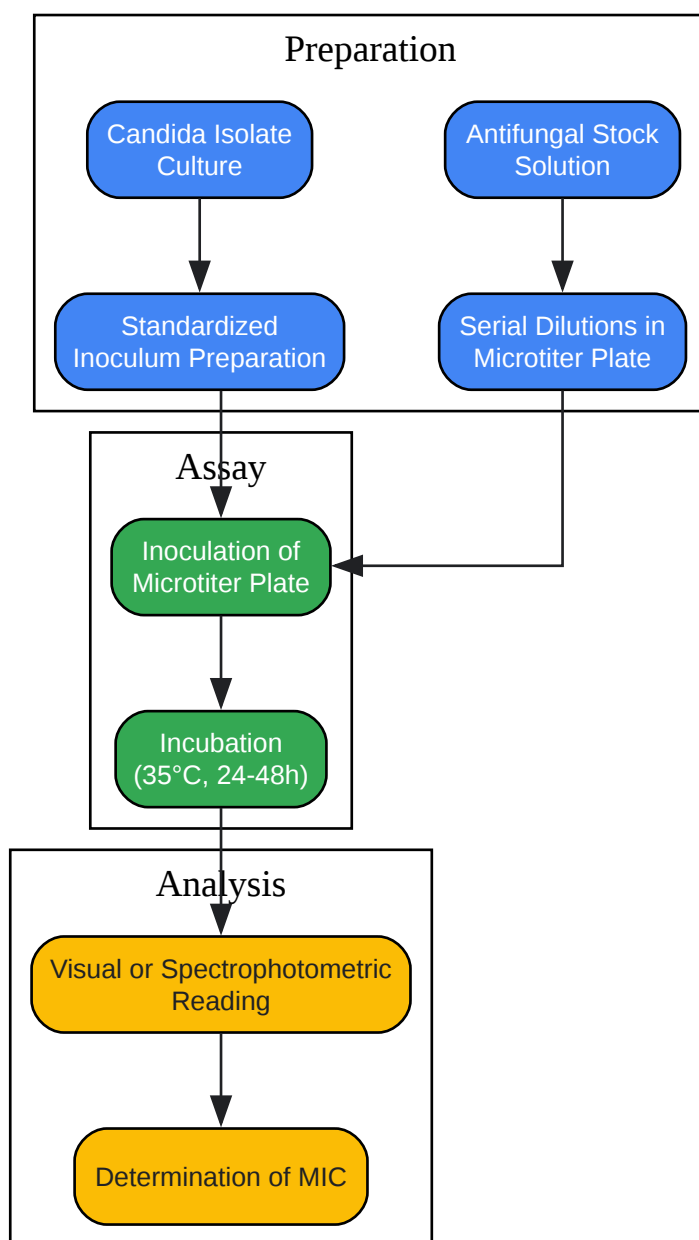 Preparation
Candida Isolate
Culture
Antifungal Stock
Solution
Standardized
Inoculum Preparation
Serial Dilutions in
Microtiter Plate
Assay
Inoculation of
Microtiter Plate
Incubation
(35°C, 24-48h)
Analysis
Visual or Spectrophotometric
Reading
Determination of MIC